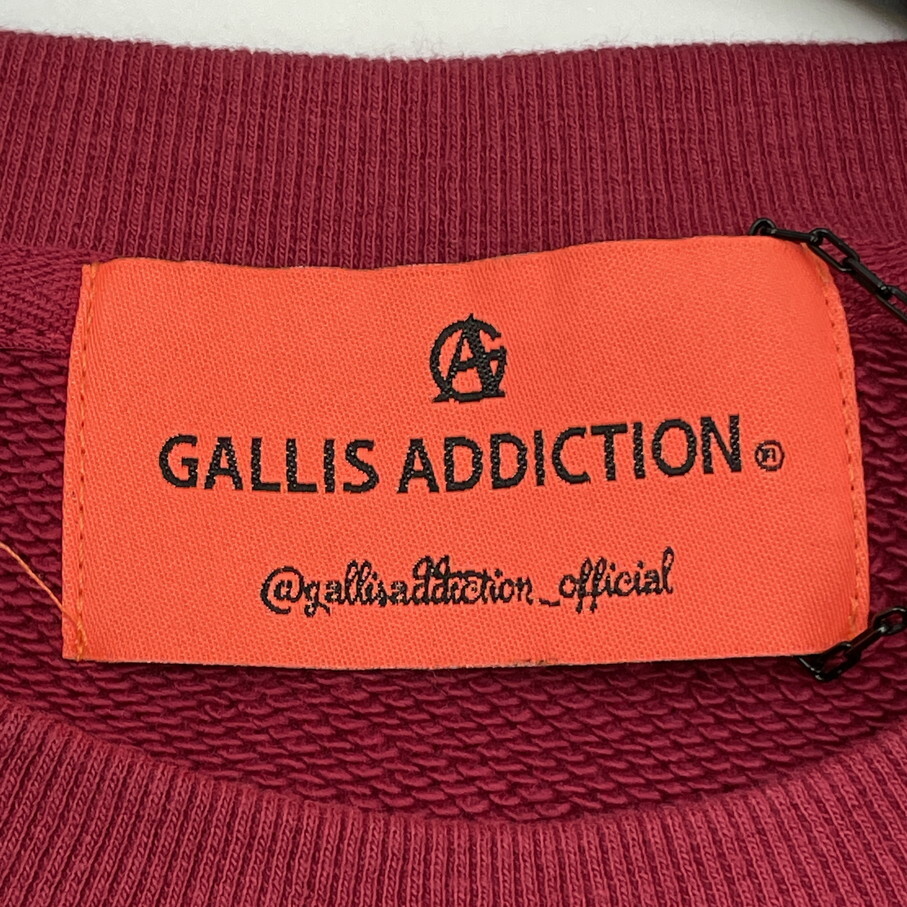 AG
GALLIS ADDICTION®
@gallisaddiction_official